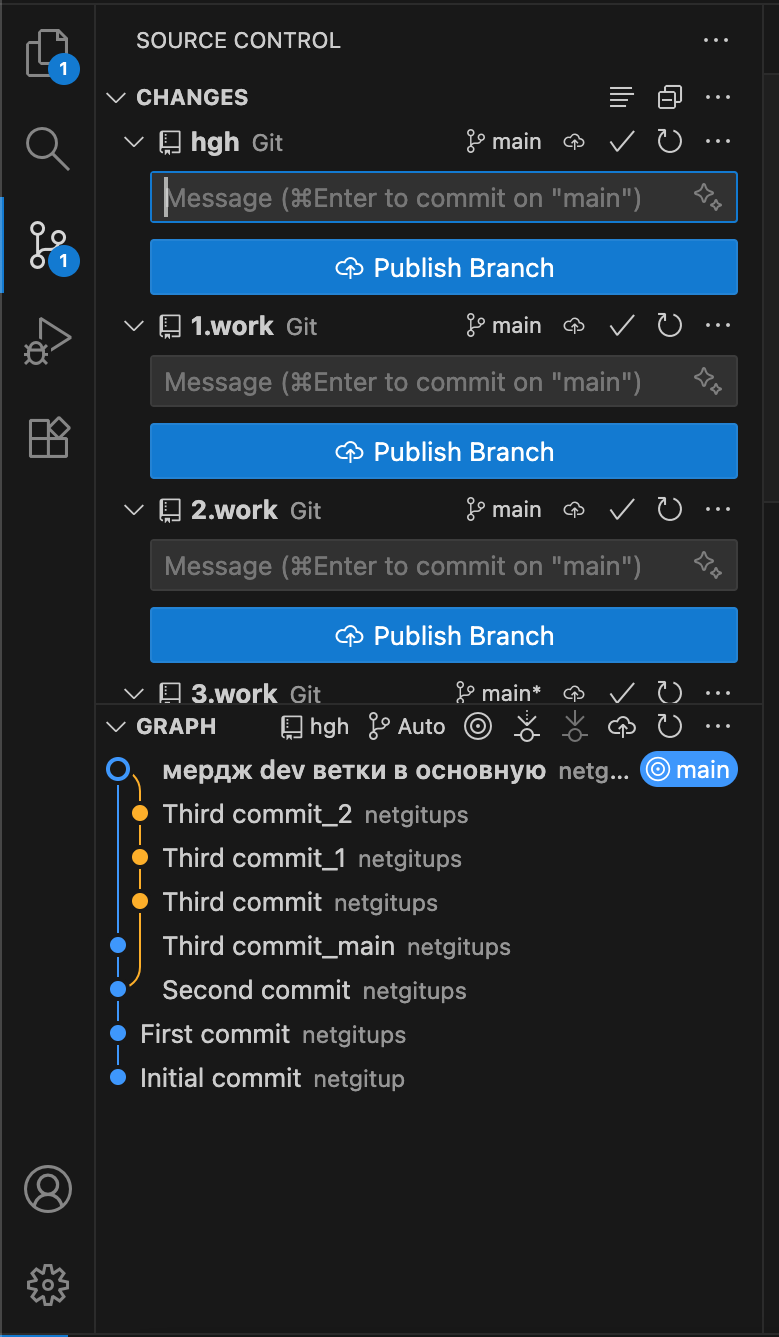 SOURCE CONTROL
1
CHANGES
hgh Git main
Message (⌘Enter to commit on "main")
Publish Branch
1
1.work Git main
Message (⌘Enter to commit on "main")
Publish Branch
2.work Git main
Message (⌘Enter to commit on "main")
Publish Branch
3.work Git main*
GRAPH hgh Auto
мердж dev ветки в основную netg... main
Third commit_2 netgitups
Third commit_1 netgitups
Third commit netgitups
Third commit_main netgitups
Second commit netgitups
First commit netgitups
Initial commit netgitup